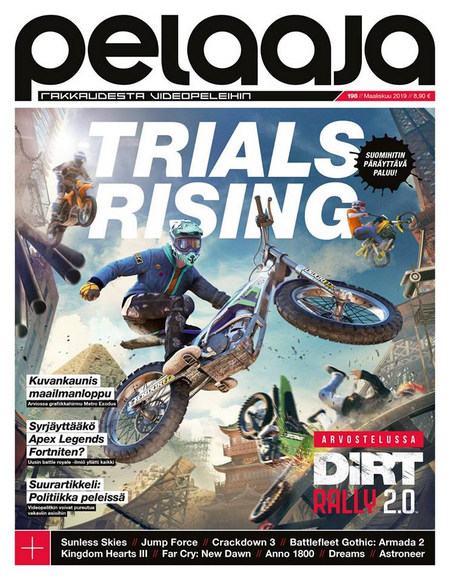 pelaaja
RAKKAUDESTA VIDEOPELEIHIN
198 // Maaliskuu 2019 // 8,90 €
TRIALS
RISING
SUOMIHITIN
PÄRÄYTTÄVÄ
PALUU!
Kuvankaunis
maailmanloppu
Arviossa grafiikkahirmu Metro Exodus
Syrjäyttääkö
Apex Legends
Fortniten?
Uusin battle royale -ilmiö yllätti kaikki
Suurartikkeli:
Politiikka peleissä
Videopelitkin voivat pureutua
vakaviin asioihin
ARVOSTELUSSA
DiRT
RALLY 2.0
Sunless Skies // Jump Force // Crackdown 3 // Battlefleet Gothic: Armada 2
Kingdom Hearts III // Far Cry: New Dawn // Anno 1800 // Dreams // Astroneer